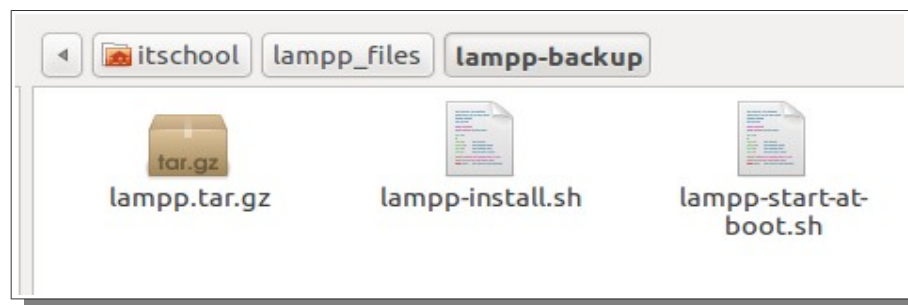 itschool lampp_files lampp-backup
tar.gz
lampp.tar.gz lampp-install.sh lampp-start-at-
boot.sh